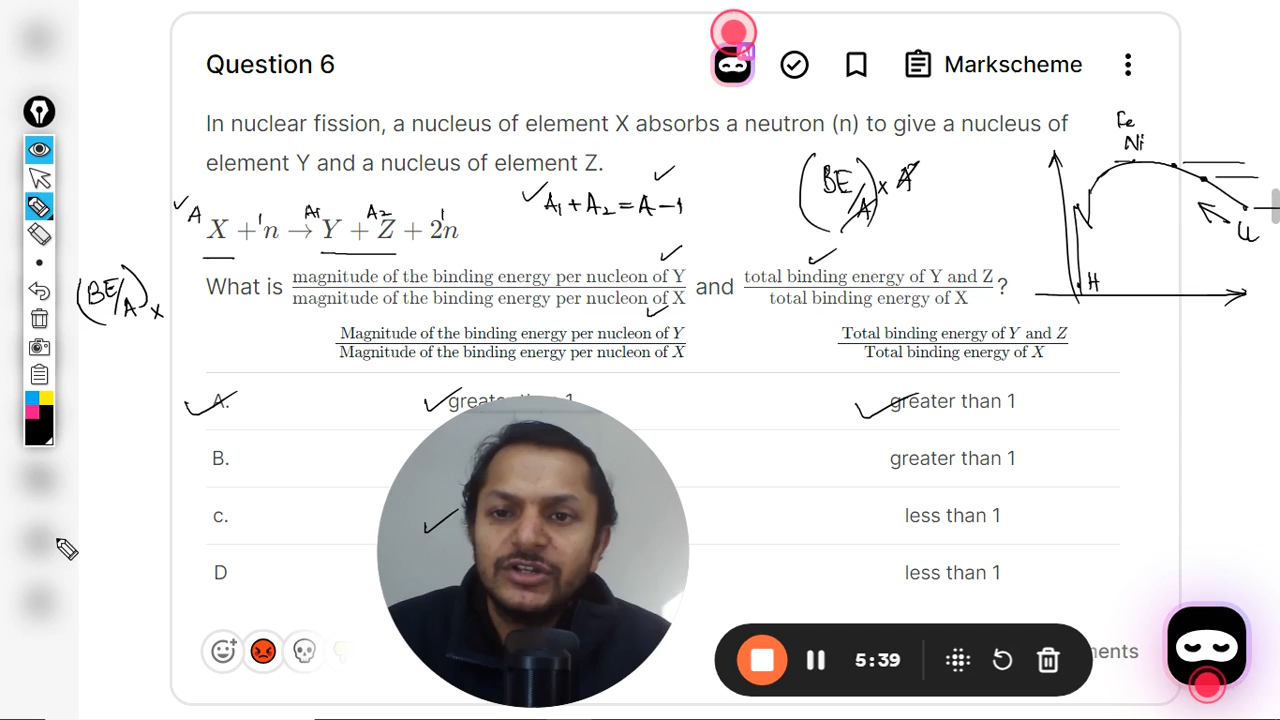 Question 6
AI
Markscheme
In nuclear fission, a nucleus of element X absorbs a neutron (n) to give a nucleus of
element Y and a nucleus of element Z.
Fe
Ni
(BE/A) × A
A1 + A2 = A - 1
A X + 1n → A1 Y + A2 Z + 2 1n
U
H
(BE/A)x
What is magnitude of the binding energy per nucleon of Y / magnitude of the binding energy per nucleon of X and total binding energy of Y and Z / total binding energy of X ?
Magnitude of the binding energy per nucleon of Y / Magnitude of the binding energy per nucleon of X
Total binding energy of Y and Z / Total binding energy of X
A. greater than 1 greater than 1
B. greater than 1
c. less than 1
D less than 1
5:39